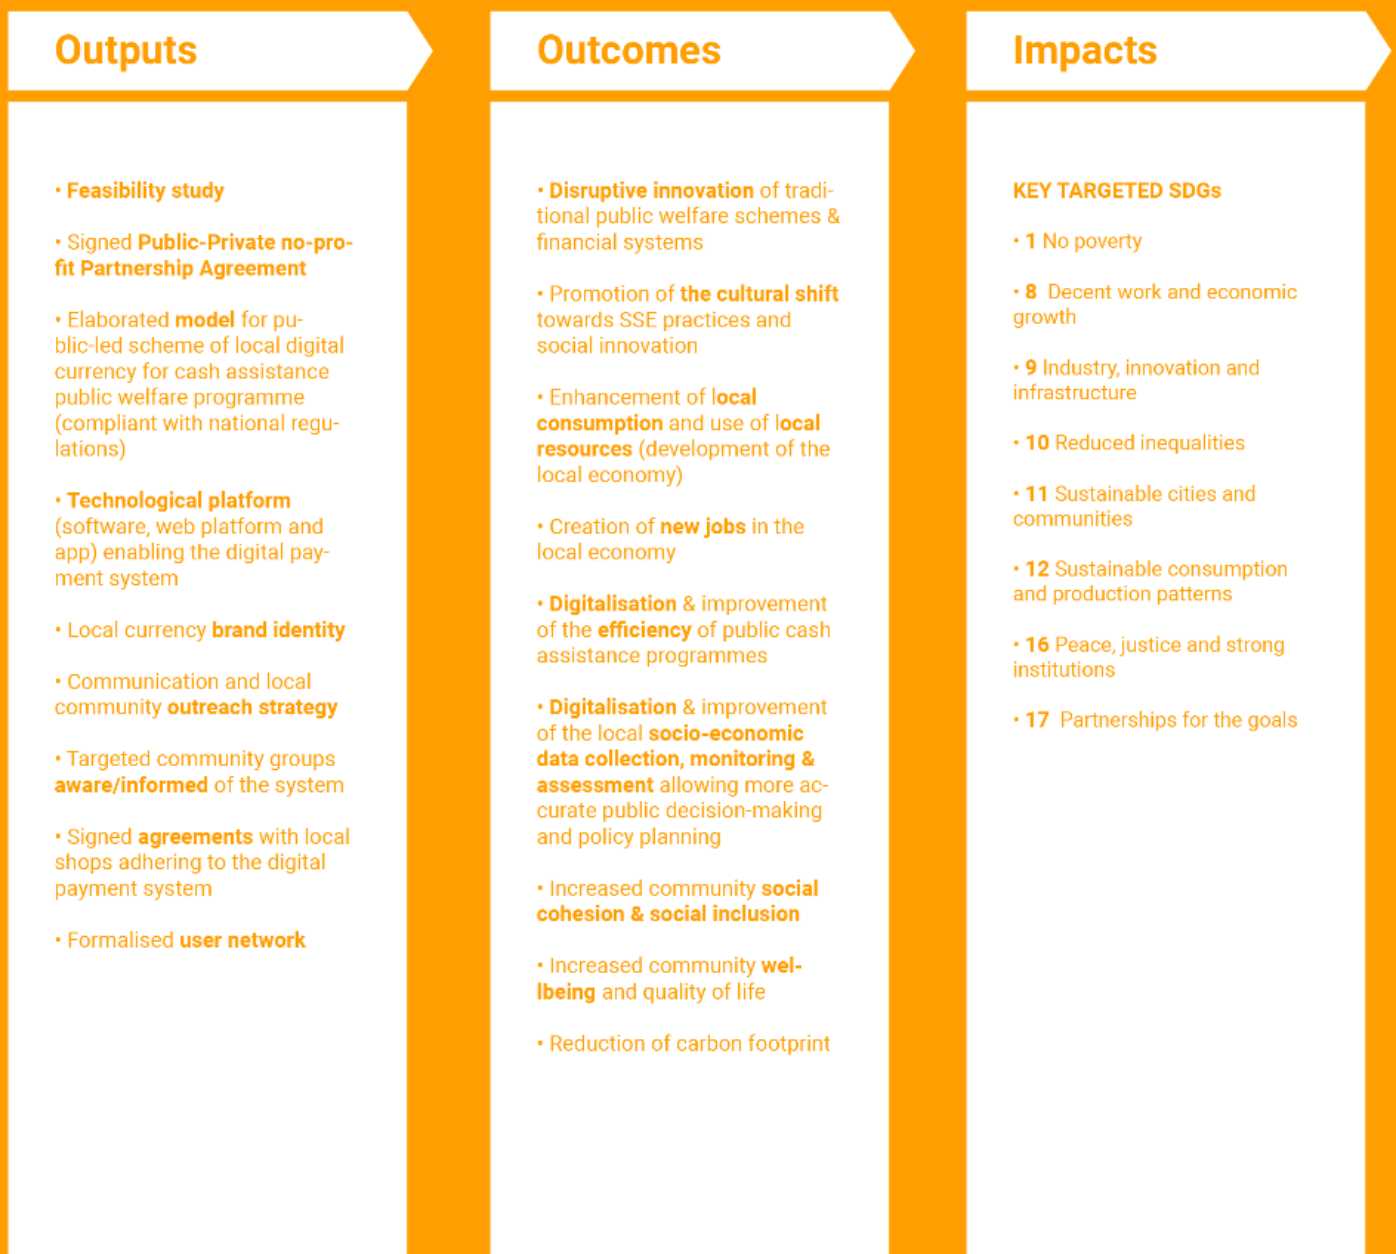 Outputs
• Feasibility study
• Signed Public-Private no-pro-
fit Partnership Agreement
• Elaborated model for pu-
blic-led scheme of local digital
currency for cash assistance
public welfare programme
(compliant with national regu-
lations)
• Technological platform
(software, web platform and
app) enabling the digital pay-
ment system
• Local currency brand identity
• Communication and local
community outreach strategy
• Targeted community groups
aware/informed of the system
• Signed agreements with local
shops adhering to the digital
payment system
• Formalised user network
Outcomes
• Disruptive innovation of tradi-
tional public welfare schemes &
financial systems
• Promotion of the cultural shift
towards SSE practices and
social innovation
• Enhancement of local
consumption and use of local
resources (development of the
local economy)
• Creation of new jobs in the
local economy
• Digitalisation & improvement
of the efficiency of public cash
assistance programmes
• Digitalisation & improvement
of the local socio-economic
data collection, monitoring &
assessment allowing more ac-
curate public decision-making
and policy planning
• Increased community social
cohesion & social inclusion
• Increased community wel-
lbeing and quality of life
• Reduction of carbon footprint
Impacts
KEY TARGETED SDGs
• 1 No poverty
• 8 Decent work and economic
growth
• 9 Industry, innovation and
infrastructure
• 10 Reduced inequalities
• 11 Sustainable cities and
communities
• 12 Sustainable consumption
and production patterns
• 16 Peace, justice and strong
institutions
• 17 Partnerships for the goals